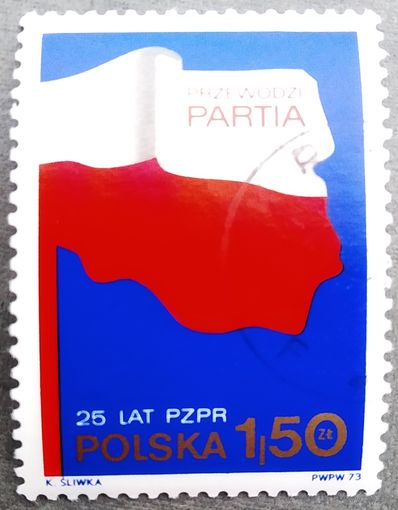 PRZEWODZI
PARTIA
25 LAT PZPR
POLSKA 1,50 ZŁ
K. ŚLIWKA PWPW 73